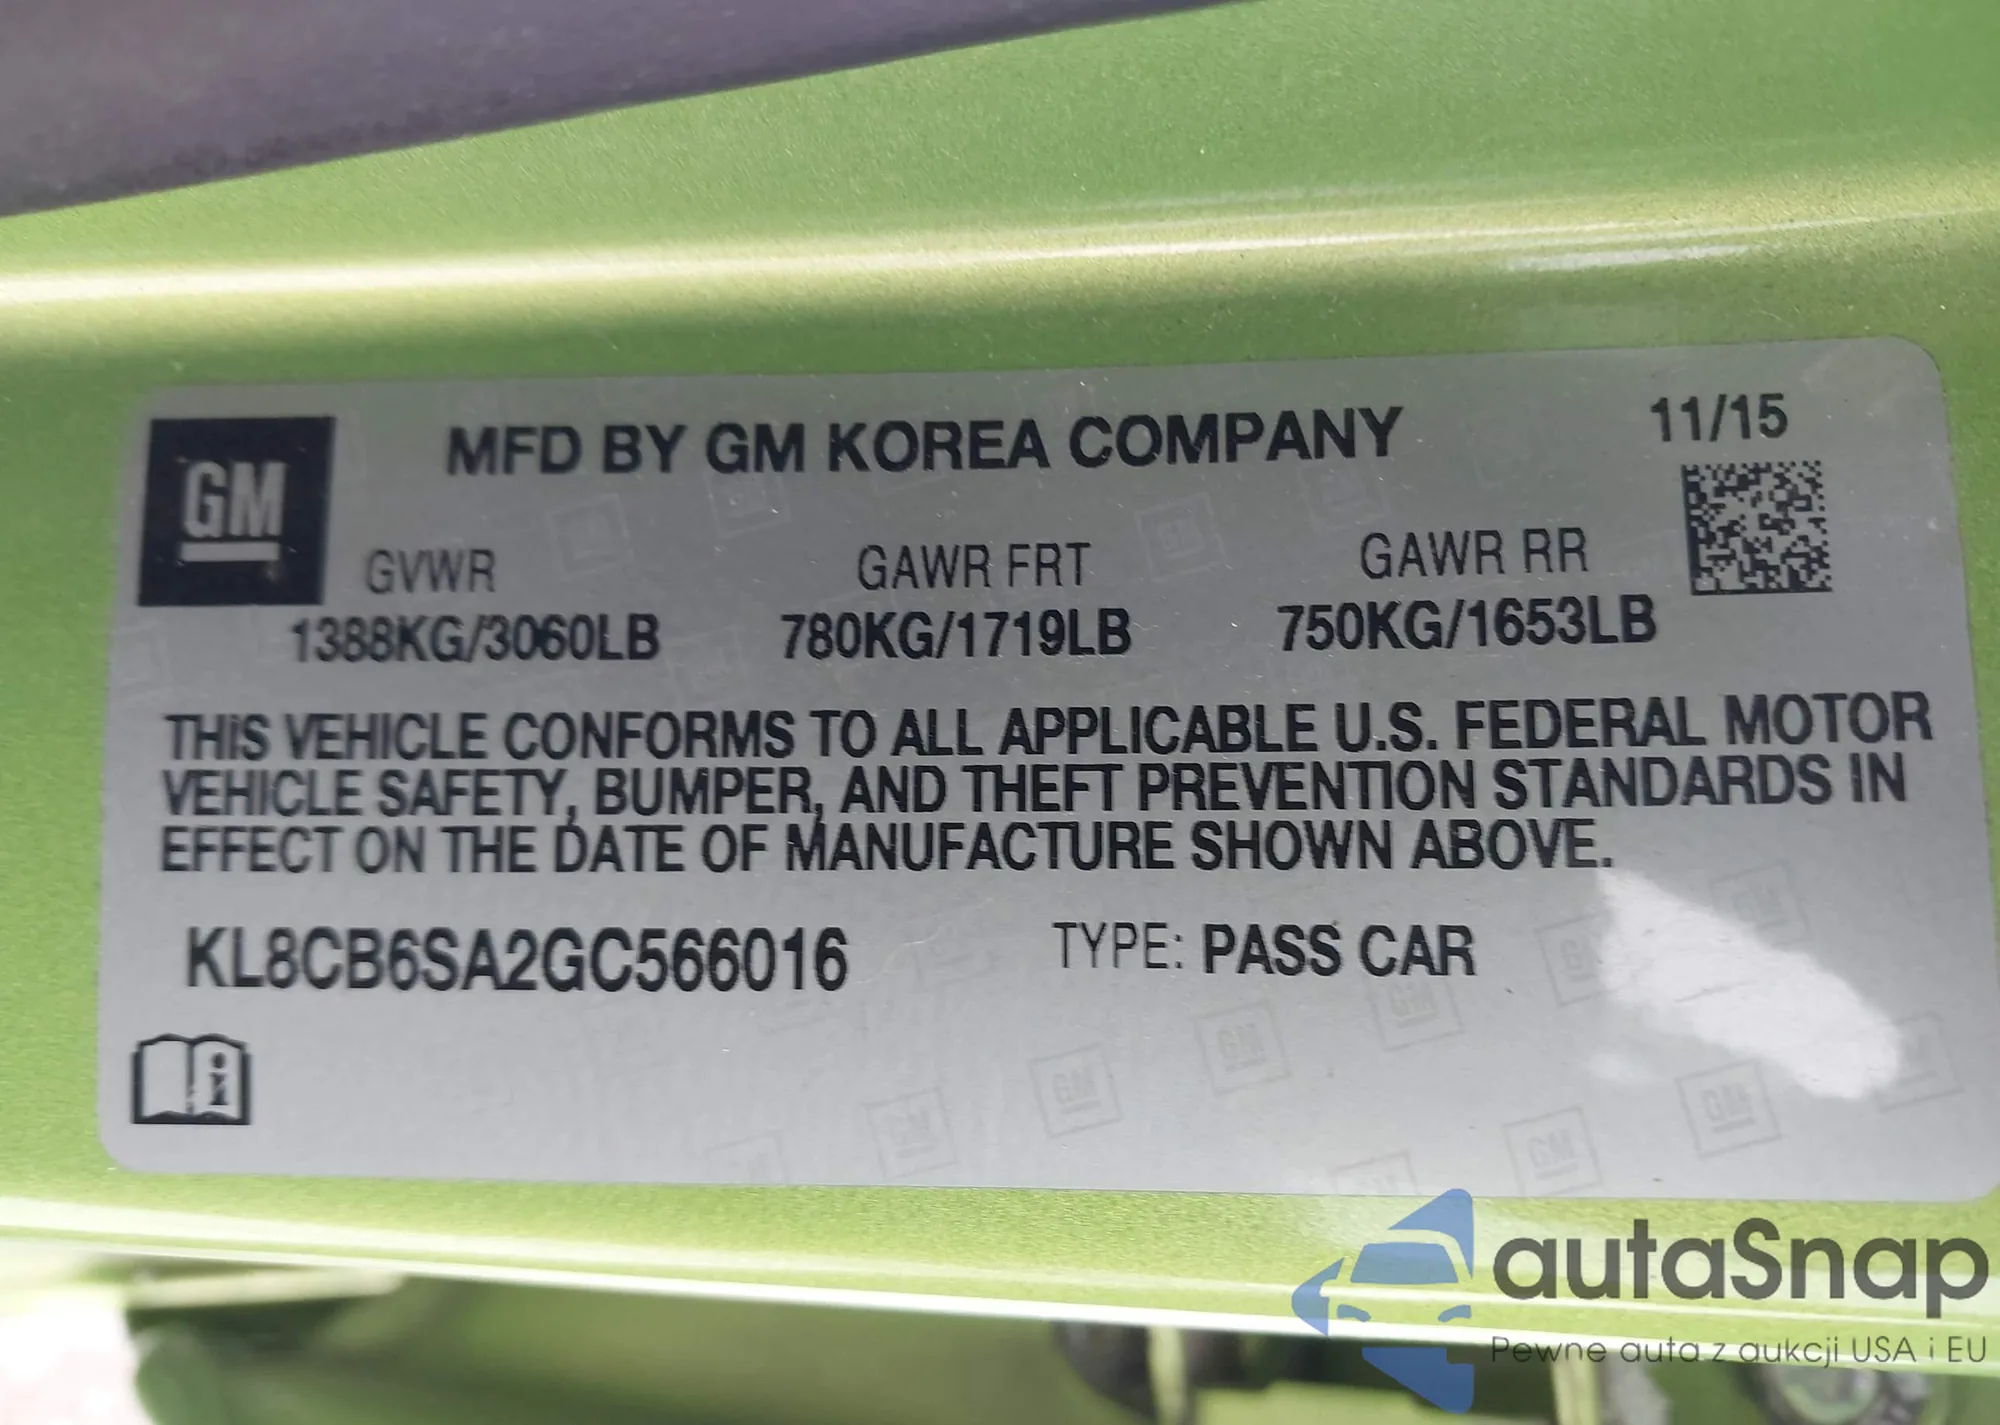 MFD BY GM KOREA COMPANY 11/15
GM
GVWR GAWR FRT GAWR RR
1388KG/3060LB 780KG/1719LB 750KG/1653LB
THIS VEHICLE CONFORMS TO ALL APPLICABLE U.S. FEDERAL MOTOR
VEHICLE SAFETY, BUMPER, AND THEFT PREVENTION STANDARDS IN
EFFECT ON THE DATE OF MANUFACTURE SHOWN ABOVE.
KL8CB6SA2GC566016 TYPE: PASS CAR
autaSnap
Pewne auta z aukcji USA i EU